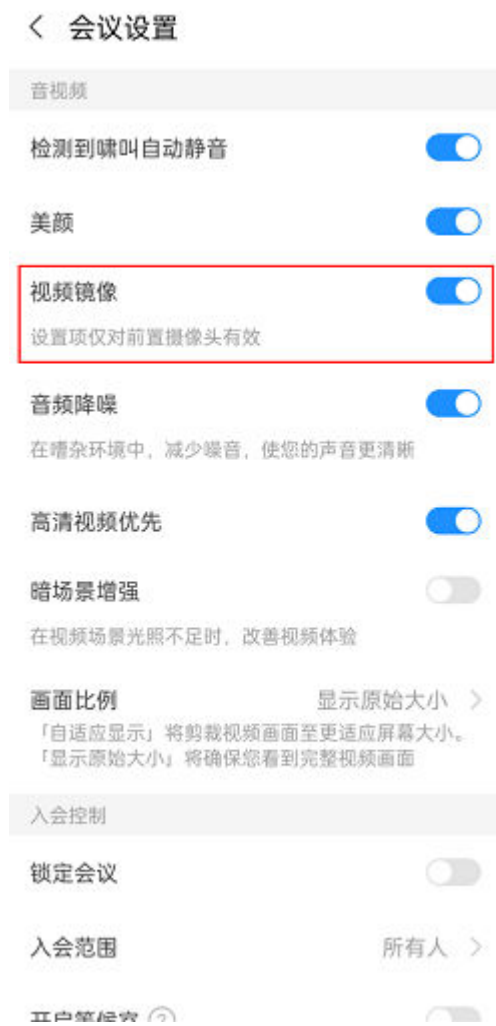 会议设置
音视频
检测到啸叫自动静音
美颜
视频镜像
设置项仅对前置摄像头有效
音频降噪
在嘈杂环境中，减少噪音，使您的声音更清晰
高清视频优先
暗场景增强
在视频场景光照不足时，改善视频体验
画面比例 显示原始大小
「自适应显示」将剪裁视频画面至更适应屏幕大小。
「显示原始大小」将确保您看到完整视频画面
入会控制
锁定会议
入会范围 所有人
开启等候室